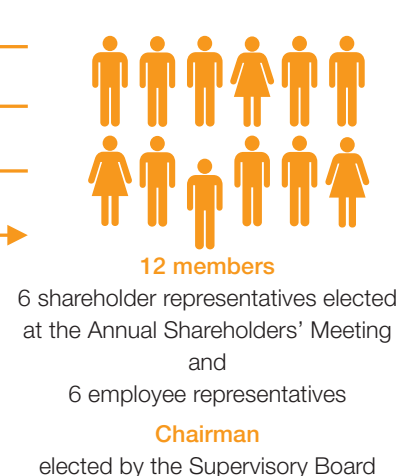 12 members
6 shareholder representatives elected
at the Annual Shareholders’ Meeting
and
6 employee representatives
Chairman
elected by the Supervisory Board